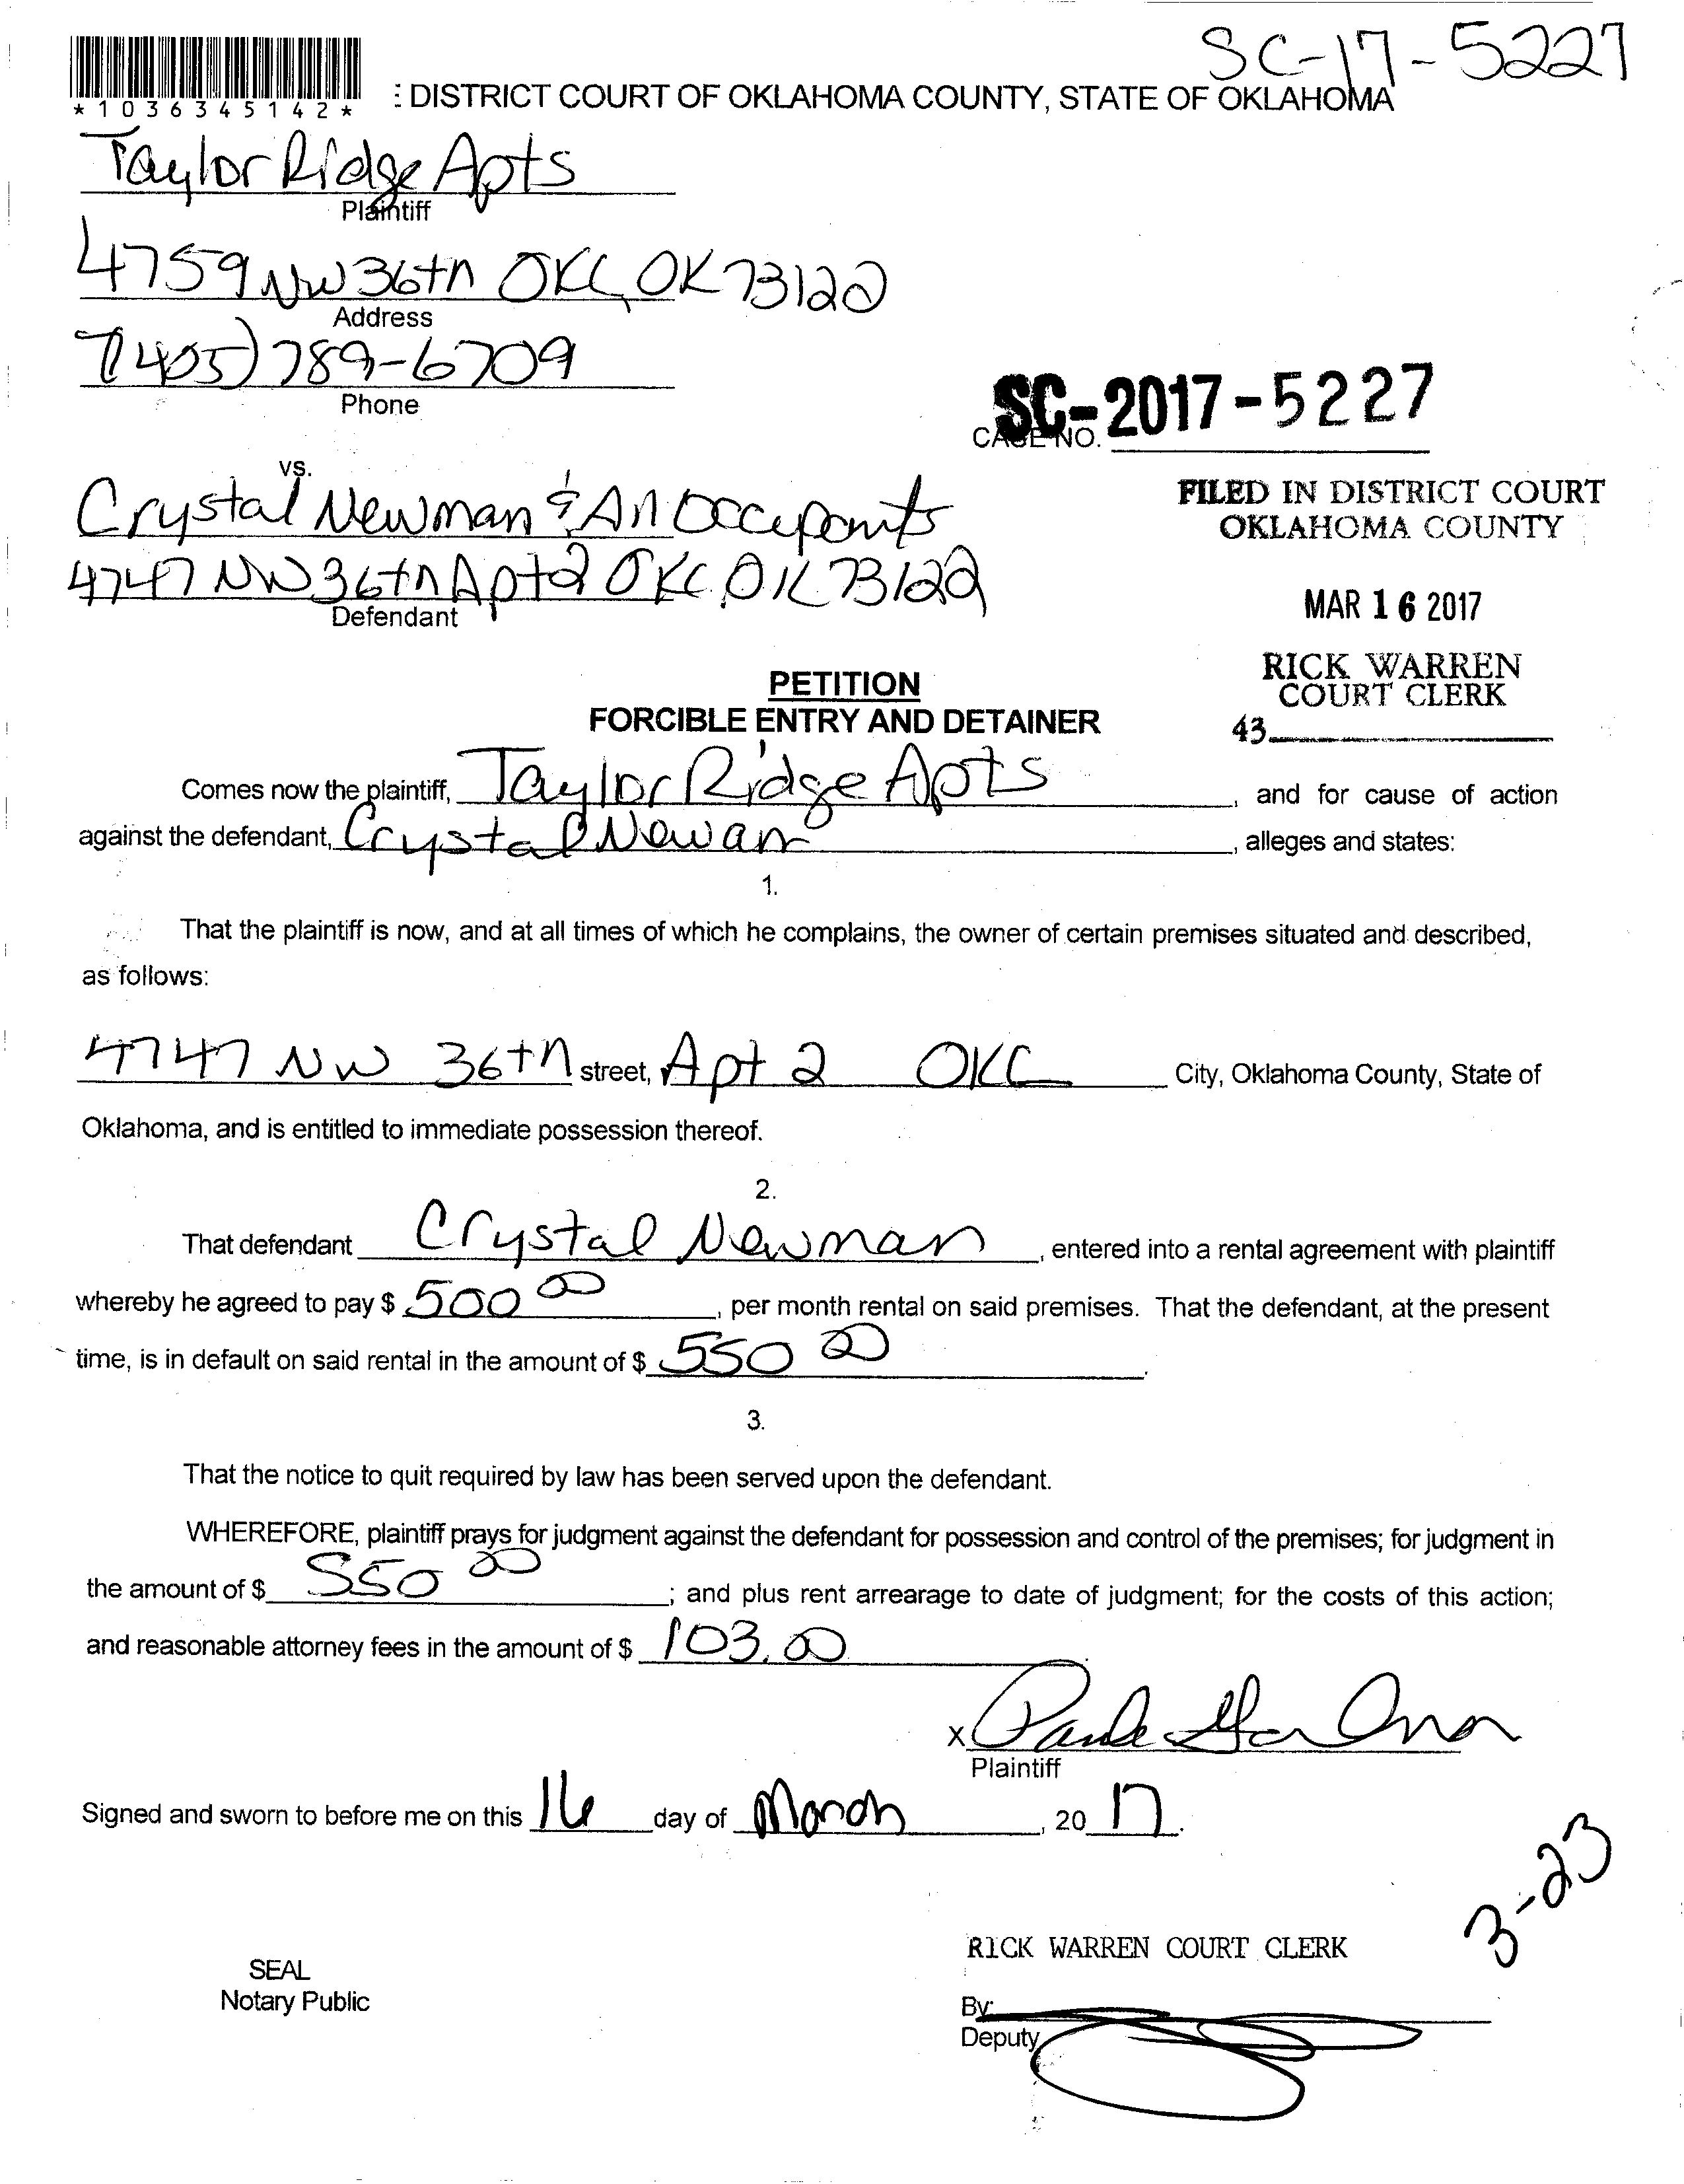 SC-17-5227
*1036345142*
: DISTRICT COURT OF OKLAHOMA COUNTY, STATE OF OKLAHOMA
Taylor Ridge Apts
Plaintiff
4759 NW 36th OKC, OK 73122
Address
(405) 789-6709
Phone
SC-2017-5227
CASE NO.
vs.
Crystal Newman & All Occupants
4747 NW 36th Apt 2 OKC OK 73122
Defendant
FILED IN DISTRICT COURT
OKLAHOMA COUNTY
MAR 16 2017
RICK WARREN
COURT CLERK
43
PETITION
FORCIBLE ENTRY AND DETAINER
Comes now the plaintiff, Taylor Ridge Apts, and for cause of action
against the defendant, Crystal Newan, alleges and states:
1.
That the plaintiff is now, and at all times of which he complains, the owner of certain premises situated and described,
as follows:
4747 NW 36th street, Apt 2 OKC City, Oklahoma County, State of
Oklahoma, and is entitled to immediate possession thereof.
2.
That defendant Crystal Newman, entered into a rental agreement with plaintiff
whereby he agreed to pay $ 500 00, per month rental on said premises. That the defendant, at the present
time, is in default on said rental in the amount of $ 550 00.
3.
That the notice to quit required by law has been served upon the defendant.
WHEREFORE, plaintiff prays for judgment against the defendant for possession and control of the premises; for judgment in
the amount of $ 550 00; and plus rent arrearage to date of judgment; for the costs of this action;
and reasonable attorney fees in the amount of $ 103.00.
X
Plaintiff
Signed and sworn to before me on this 16 day of March, 20 17.
3-23
RICK WARREN COURT CLERK
SEAL
Notary Public
By:
Deputy